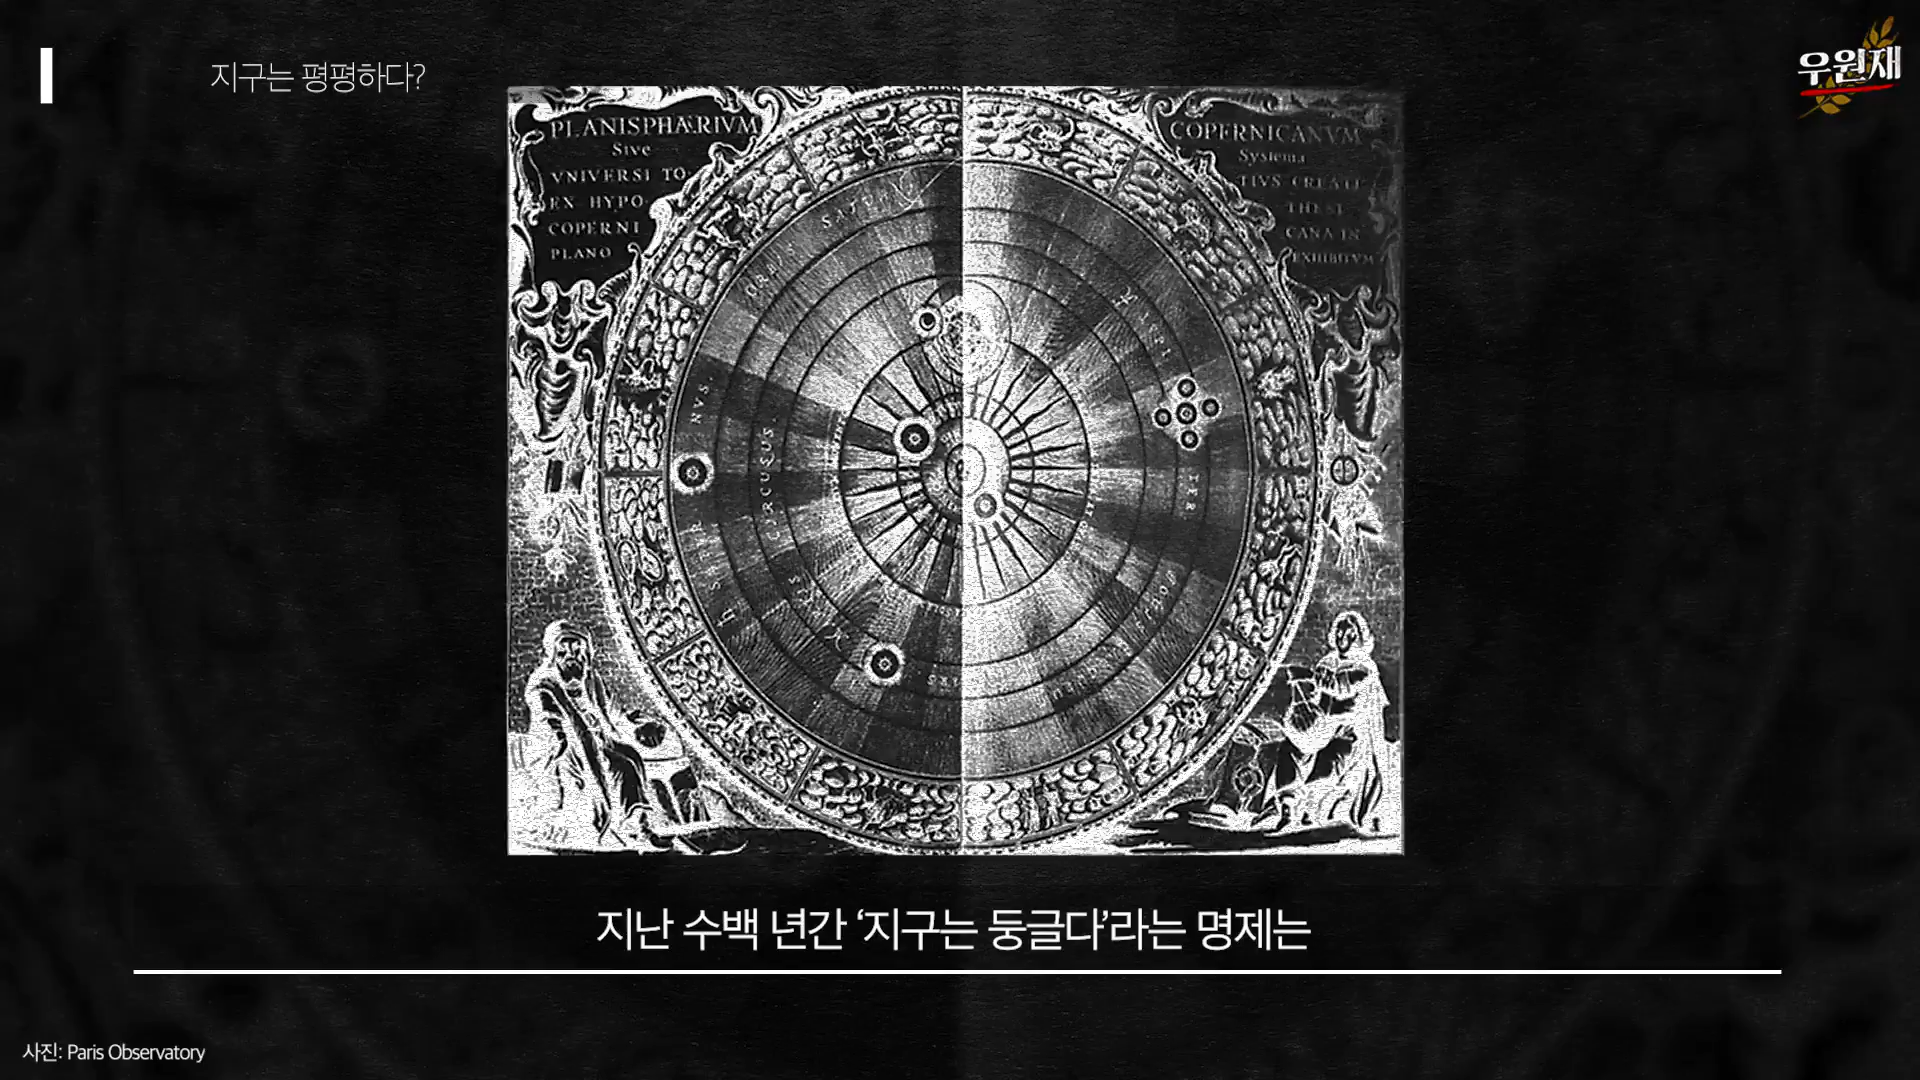 지구는 평평하다?
우원재
PLANISPHÆRIVM
Sive
VNIVERSI TO-
EX HYPO-
COPERNI
PLANO
COPERNICANVM
Systema
TIVS CREATI
THESI
CANA IN
EXHIBITVM
지난 수백 년간 ‘지구는 둥글다’라는 명제는
사진: Paris Observatory